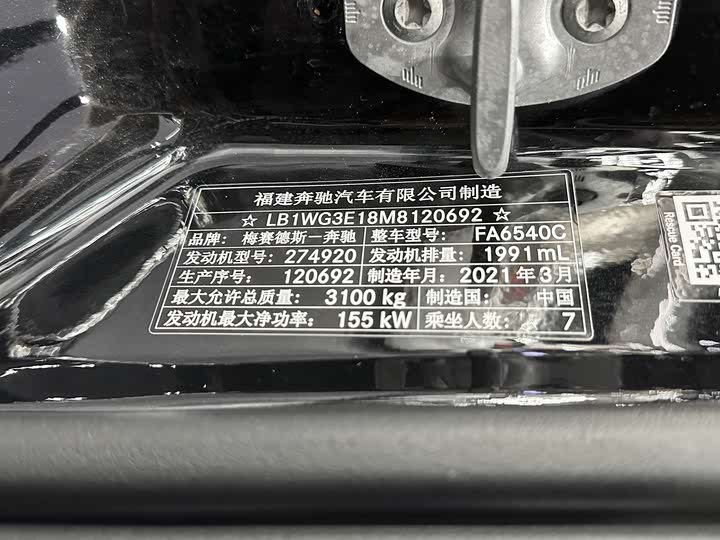 福建奔驰汽车有限公司制造
☆ LB1WG3E18M8120692 ☆
品牌: 梅赛德斯-奔驰 整车型号: FA6540C
发动机型号: 274920 发动机排量: 1991mL
生产序号: 120692 制造年月: 2021年3月
最大允许总质量: 3100 kg 制造国: 中国
发动机最大净功率: 155 kW 乘坐人数: 7
Rescue Card